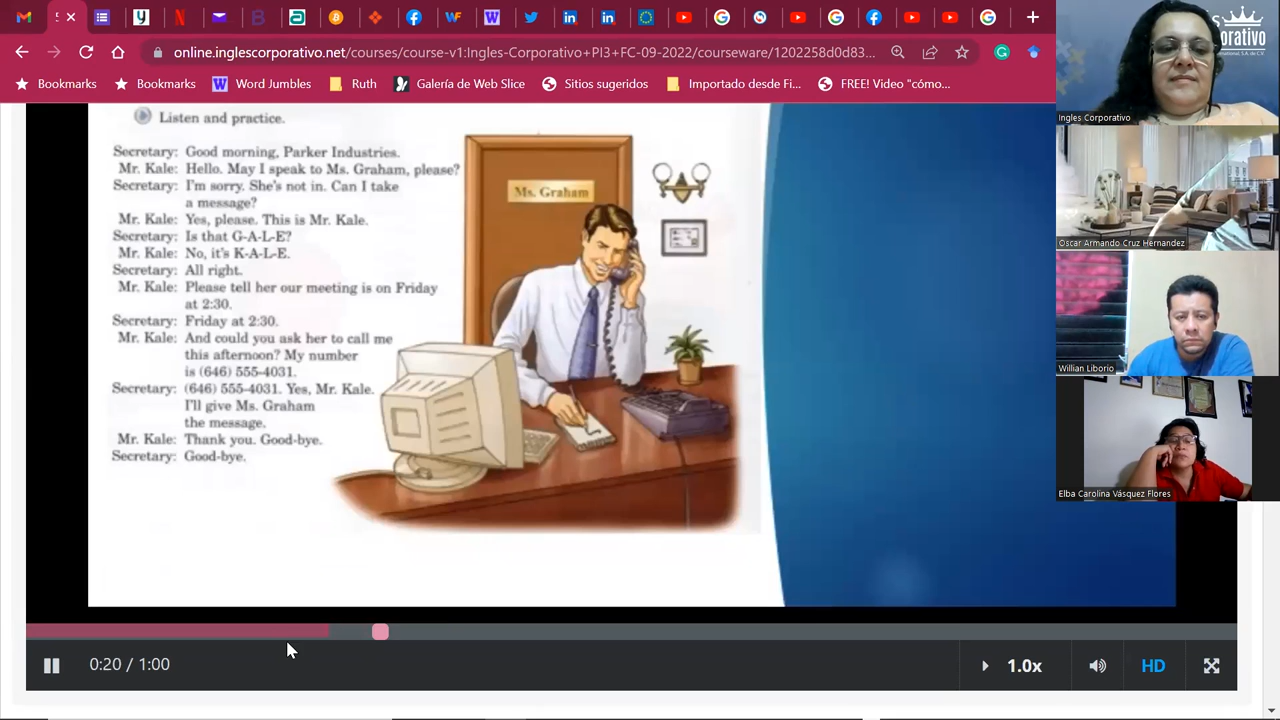 online.inglescorporativo.net/courses/course-v1:Ingles-Corporativo+PI3+FC-09-2022/courseware/1202258d0d83...
Bookmarks
Bookmarks
Word Jumbles
Ruth
Galería de Web Slice
Sitios sugeridos
Importado desde Fi...
FREE! Video "cómo...
Listen and practice.
Secretary: Good morning, Parker Industries.
Mr. Kale: Hello. May I speak to Ms. Graham, please?
Secretary: I'm sorry. She's not in. Can I take
a message?
Mr. Kale: Yes, please. This is Mr. Kale.
Secretary: Is that G-A-L-E?
Mr. Kale: No, it's K-A-L-E.
Secretary: All right.
Mr. Kale: Please tell her our meeting is on Friday
at 2:30.
Secretary: Friday at 2:30.
Mr. Kale: And could you ask her to call me
this afternoon? My number
is (646) 555-4031.
Secretary: (646) 555-4031. Yes, Mr. Kale.
I'll give Ms. Graham
the message.
Mr. Kale: Thank you. Good-bye.
Secretary: Good-bye.
Ms. Graham
0:20 / 1:00
1.0x
HD
Ingles Corporativo
Oscar Armando Cruz Hernandez
Willian Liborio
Elba Carolina Vásquez Flores